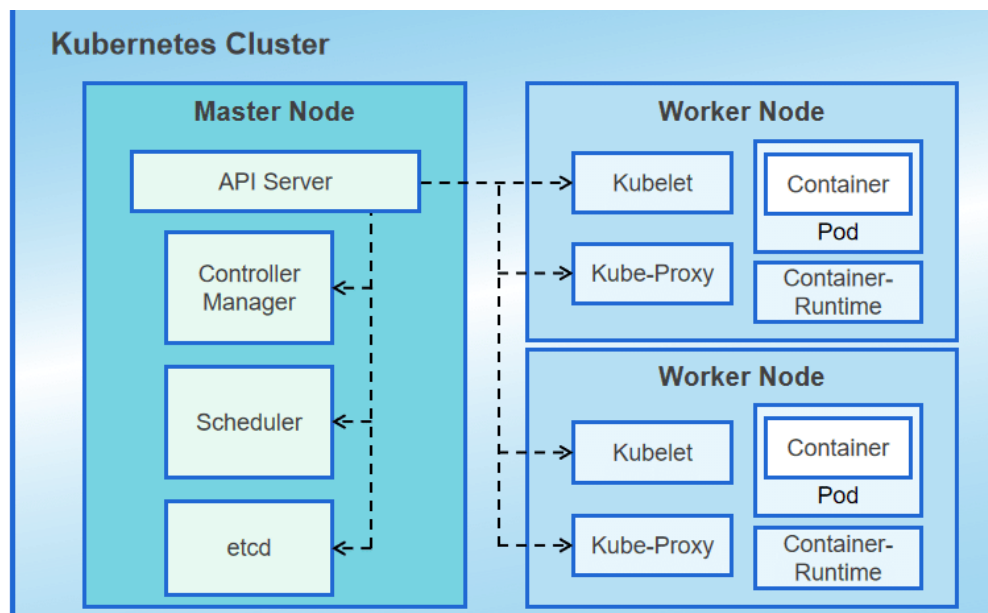 Kubernetes Cluster
Master Node
API Server
Controller
Manager
Scheduler
etcd
Worker Node
Kubelet
Kube-Proxy
Container
Pod
Container-
Runtime
Worker Node
Kubelet
Kube-Proxy
Container
Pod
Container-
Runtime